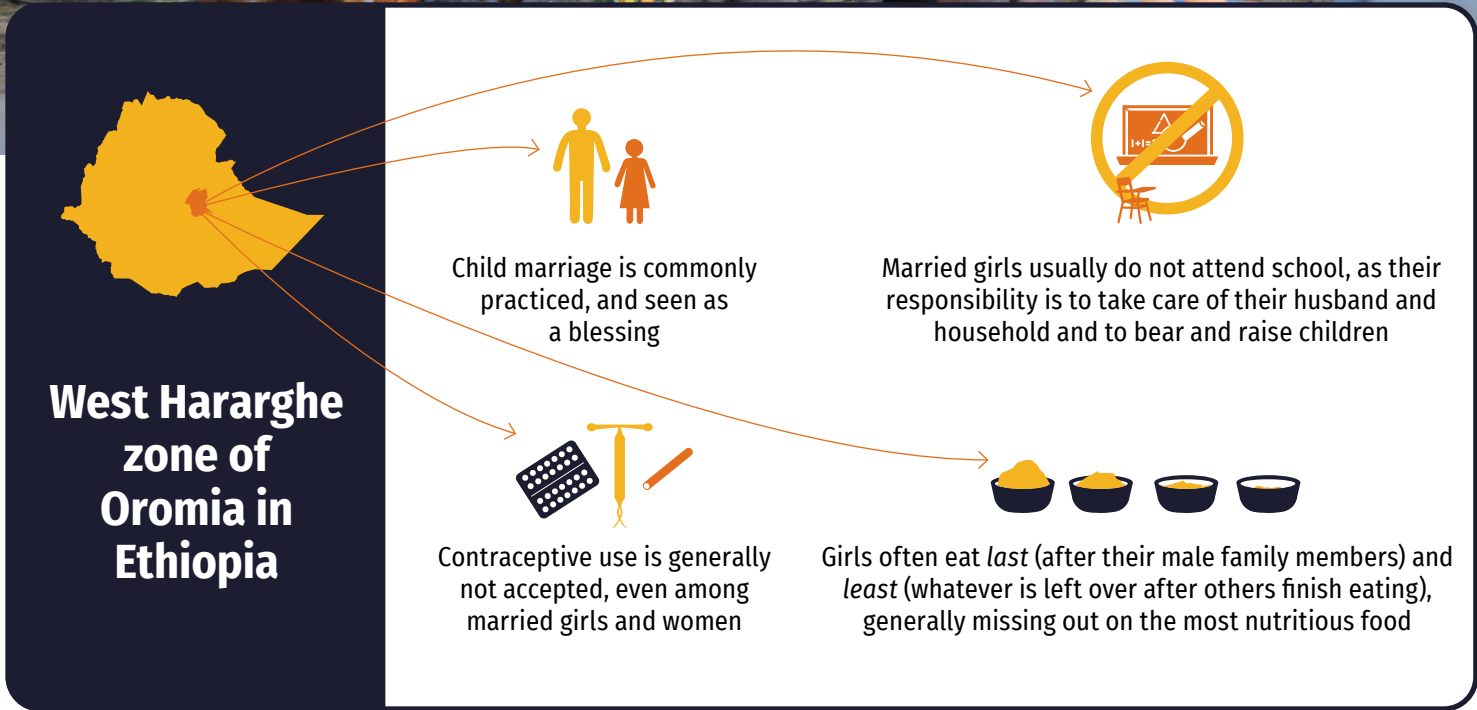 West Hararghe
zone of
Oromia in
Ethiopia
Child marriage is commonly
practiced, and seen as
a blessing
1+1=
Married girls usually do not attend school, as their
responsibility is to take care of their husband and
household and to bear and raise children
Contraceptive use is generally
not accepted, even among
married girls and women
Girls often eat last (after their male family members) and
least (whatever is left over after others finish eating),
generally missing out on the most nutritious food